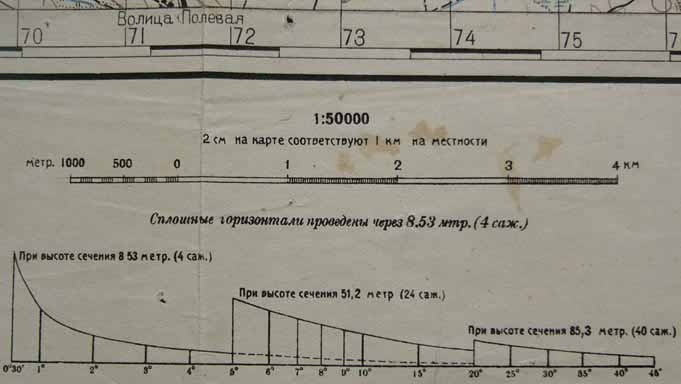 Волица Полевая
70 71 72 73 74 75 7
1:50000
2 см на карте соответствуют 1 км на местности
метр. 1000 500 0 1 2 3 4 км
Сплошные горизонтали проведены через 8.53 мтр. (4 саж.)
При высоте сечения 8 53 метр. (4 саж.)
При высоте сечения 51,2 метр (24 саж.)
При высоте сечения 85,3 метр. (40 саж.)
0°30' 1° 2° 3° 4° 5° 6° 7° 8° 9° 10° 15° 20° 25° 30° 35° 40° 45°